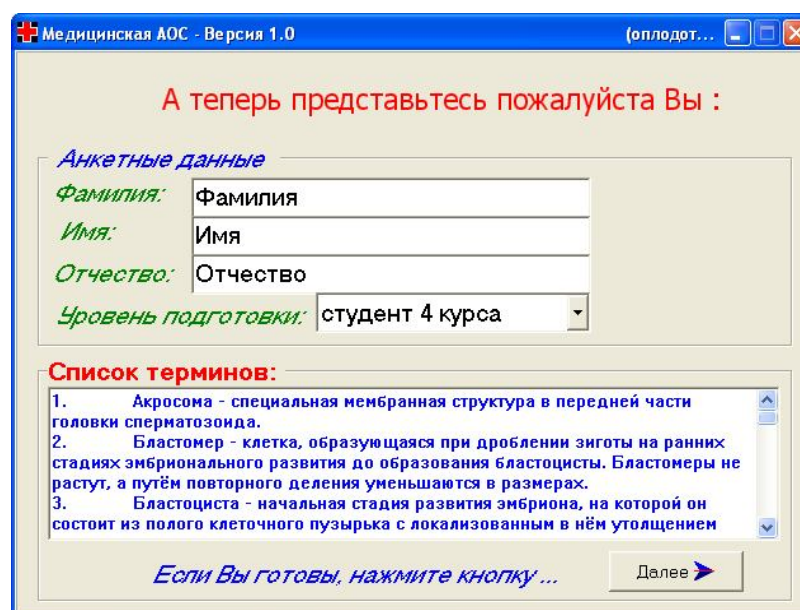 Медицинская АОС - Версия 1.0 (оплодот...
А теперь представьтесь пожалуйста Вы :
Анкетные данные
Фамилия: Фамилия
Имя: Имя
Отчество: Отчество
Уровень подготовки: студент 4 курса
Список терминов:
1. Акросома - специальная мембранная структура в передней части
головки сперматозоида.
2. Бластомер - клетка, образующаяся при дроблении зиготы на ранних
стадиях эмбрионального развития до образования бластоцисты. Бластомеры не
растут, а путём повторного деления уменьшаются в размерах.
3. Бластоциста - начальная стадия развития эмбриона, на которой он
состоит из полого клеточного пузырька с локализованным в нём утолщением
Если Вы готовы, нажмите кнопку ... Далее